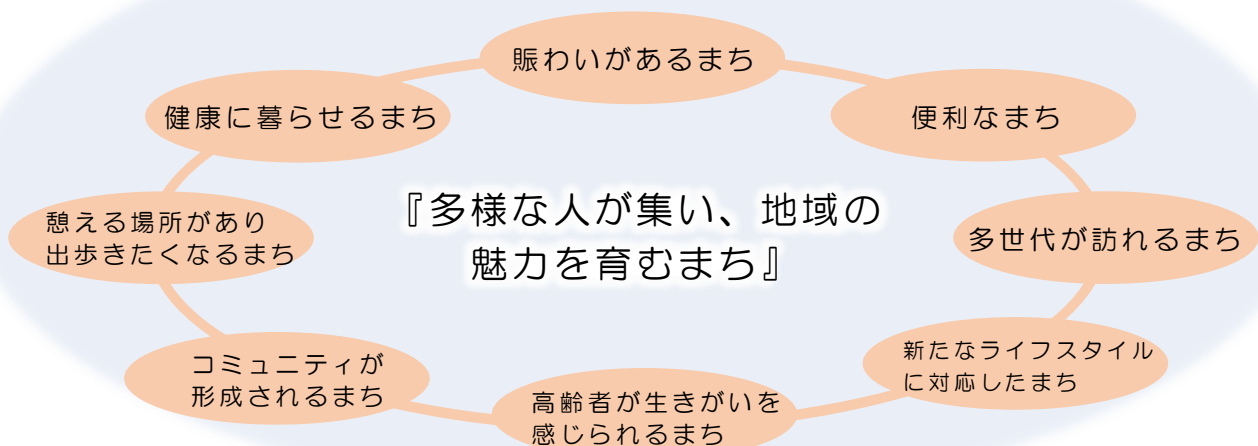 賑わいがあるまち
健康に暮らせるまち
便利なまち
憩える場所があり
出歩きたくなるまち
『多様な人が集い、地域の
魅力を育むまち』
多世代が訪れるまち
コミュニティが
形成されるまち
高齢者が生きがいを
感じられるまち
新たなライフスタイル
に対応したまち